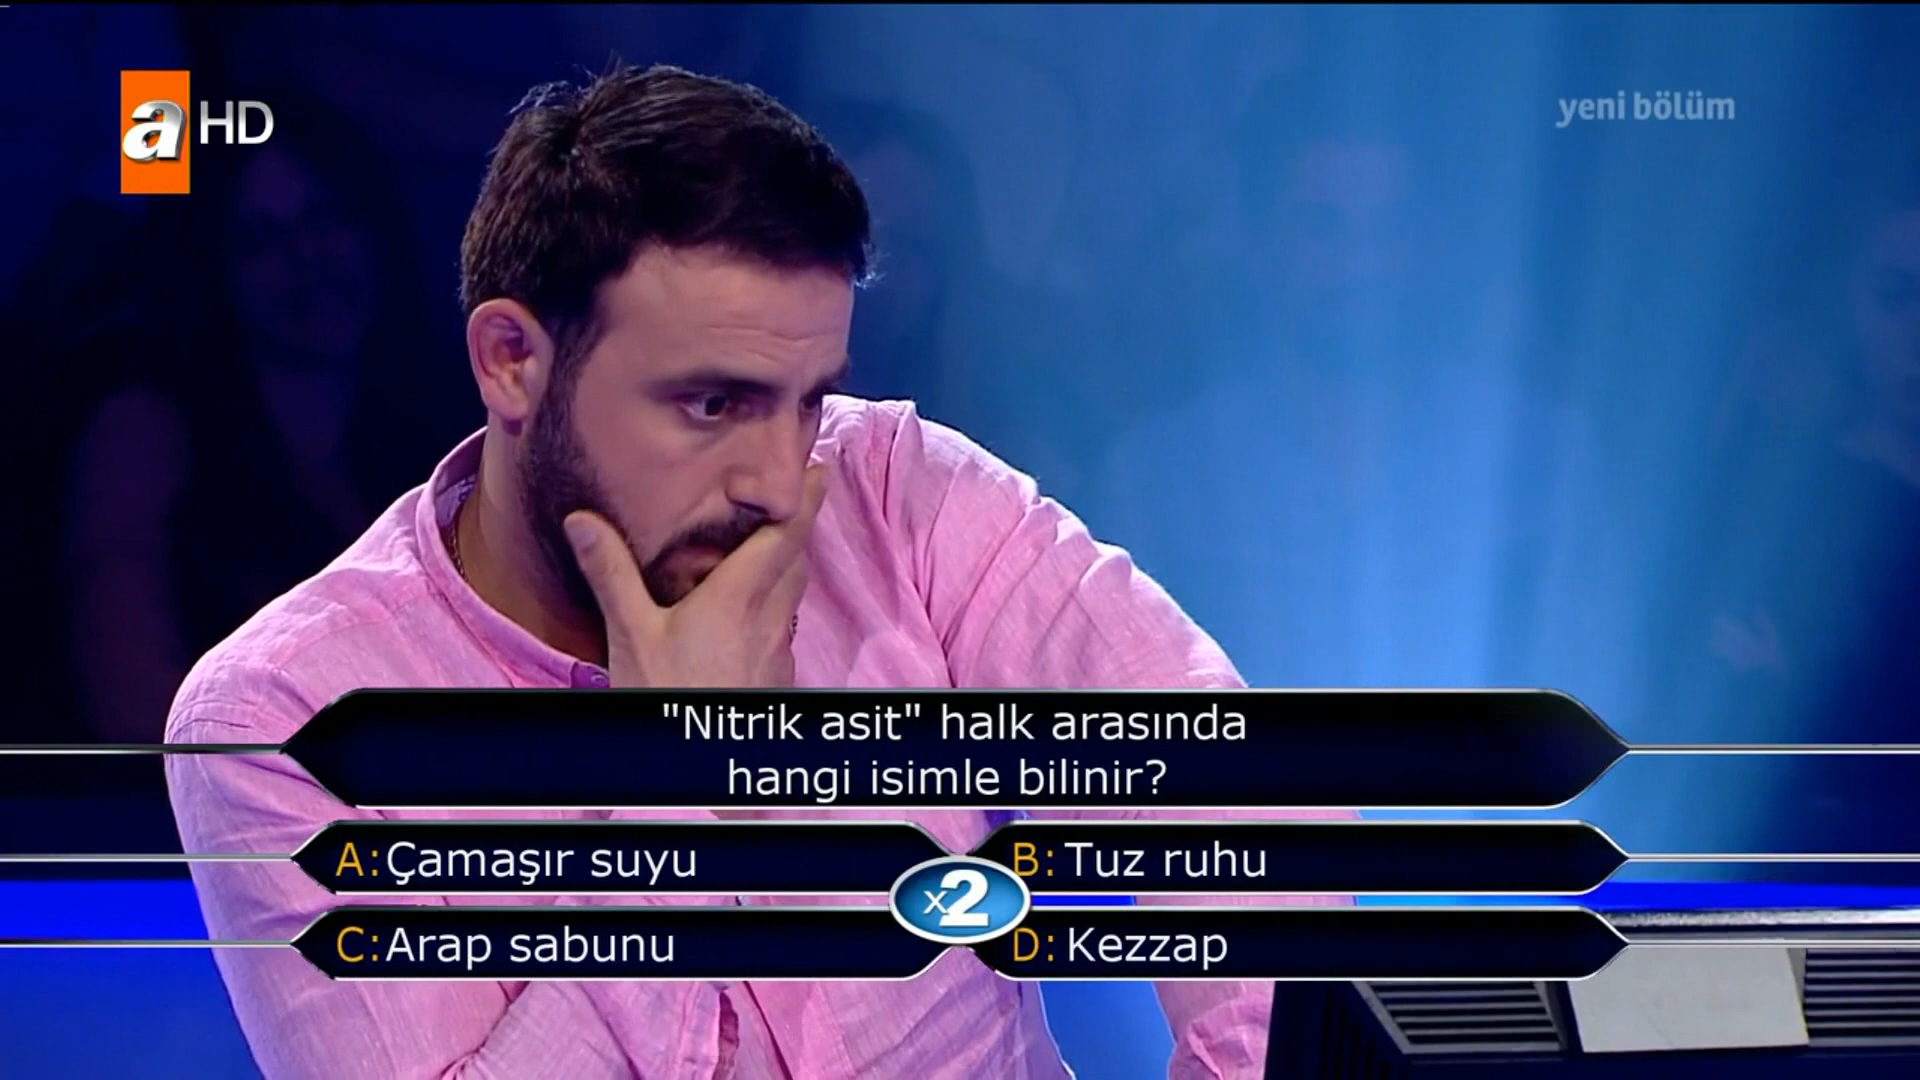 a HD
yeni bölüm
"Nitrik asit" halk arasında
hangi isimle bilinir?
A: Çamaşır suyu
B: Tuz ruhu
x2
C: Arap sabunu
D: Kezzap